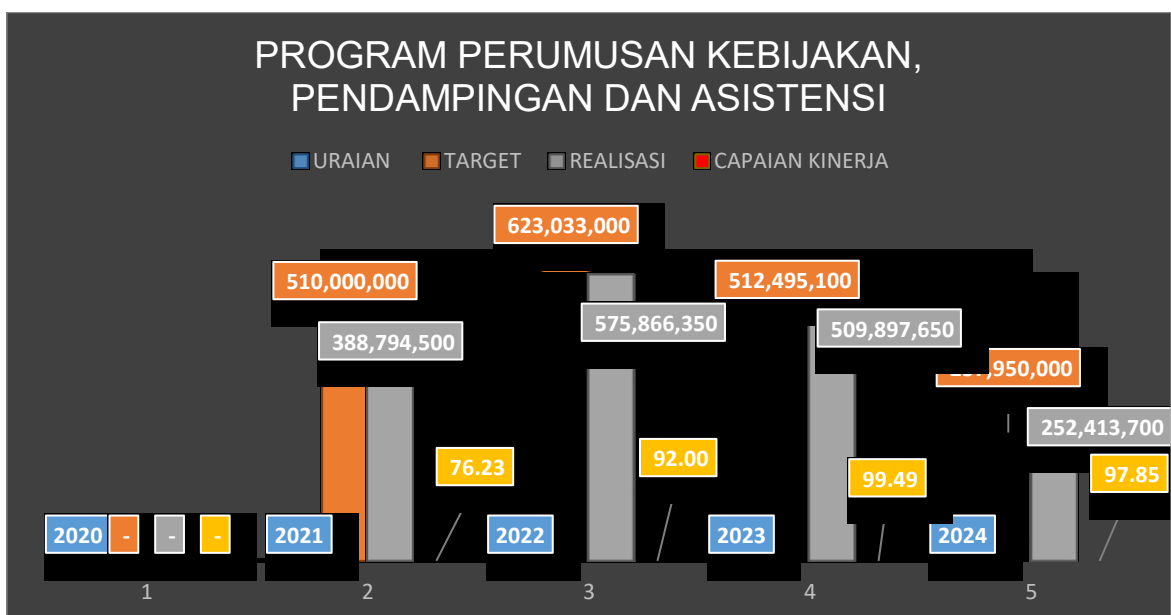 PROGRAM PERUMUSAN KEBIJAKAN,
PENDAMPINGAN DAN ASISTENSI
URAIAN TARGET REALISASI CAPAIAN KINERJA
623,033,000
510,000,000
512,495,100
575,866,350
509,897,650
388,794,500
,950,000
252,413,700
76.23
92.00
99.49
97.85
2020 - - - 2021 2022 2023 2024
1 2 3 4 5